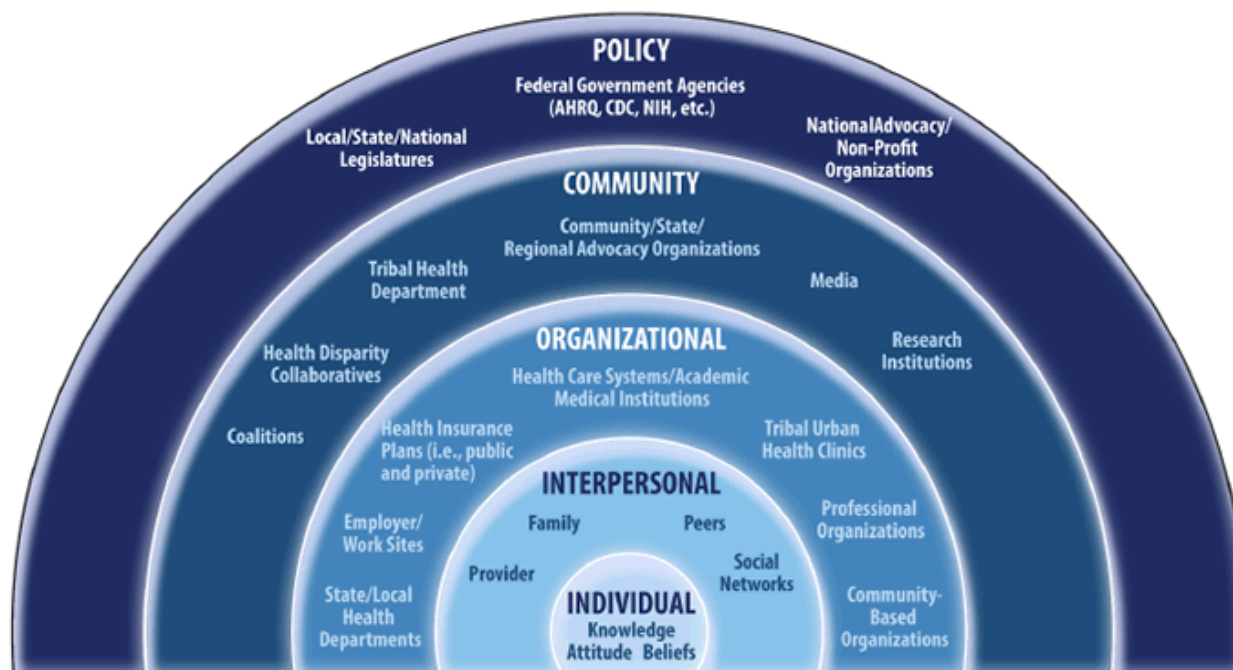 POLICY
Federal Government Agencies
(AHRQ, CDC, NIH, etc.)
Local/State/National
Legislatures
NationalAdvocacy/
Non-Profit
Organizations
COMMUNITY
Community/State/
Regional Advocacy Organizations
Tribal Health
Department
Media
Health Disparity
Collaboratives
Research
Institutions
Coalitions
ORGANIZATIONAL
Health Care Systems/Academic
Medical Institutions
Health Insurance
Plans (i.e., public
and private)
Tribal Urban
Health Clinics
Employer/
Work Sites
Professional
Organizations
State/Local
Health
Departments
Community-
Based
Organizations
INTERPERSONAL
Family
Peers
Provider
Social
Networks
INDIVIDUAL
Knowledge
Attitude Beliefs